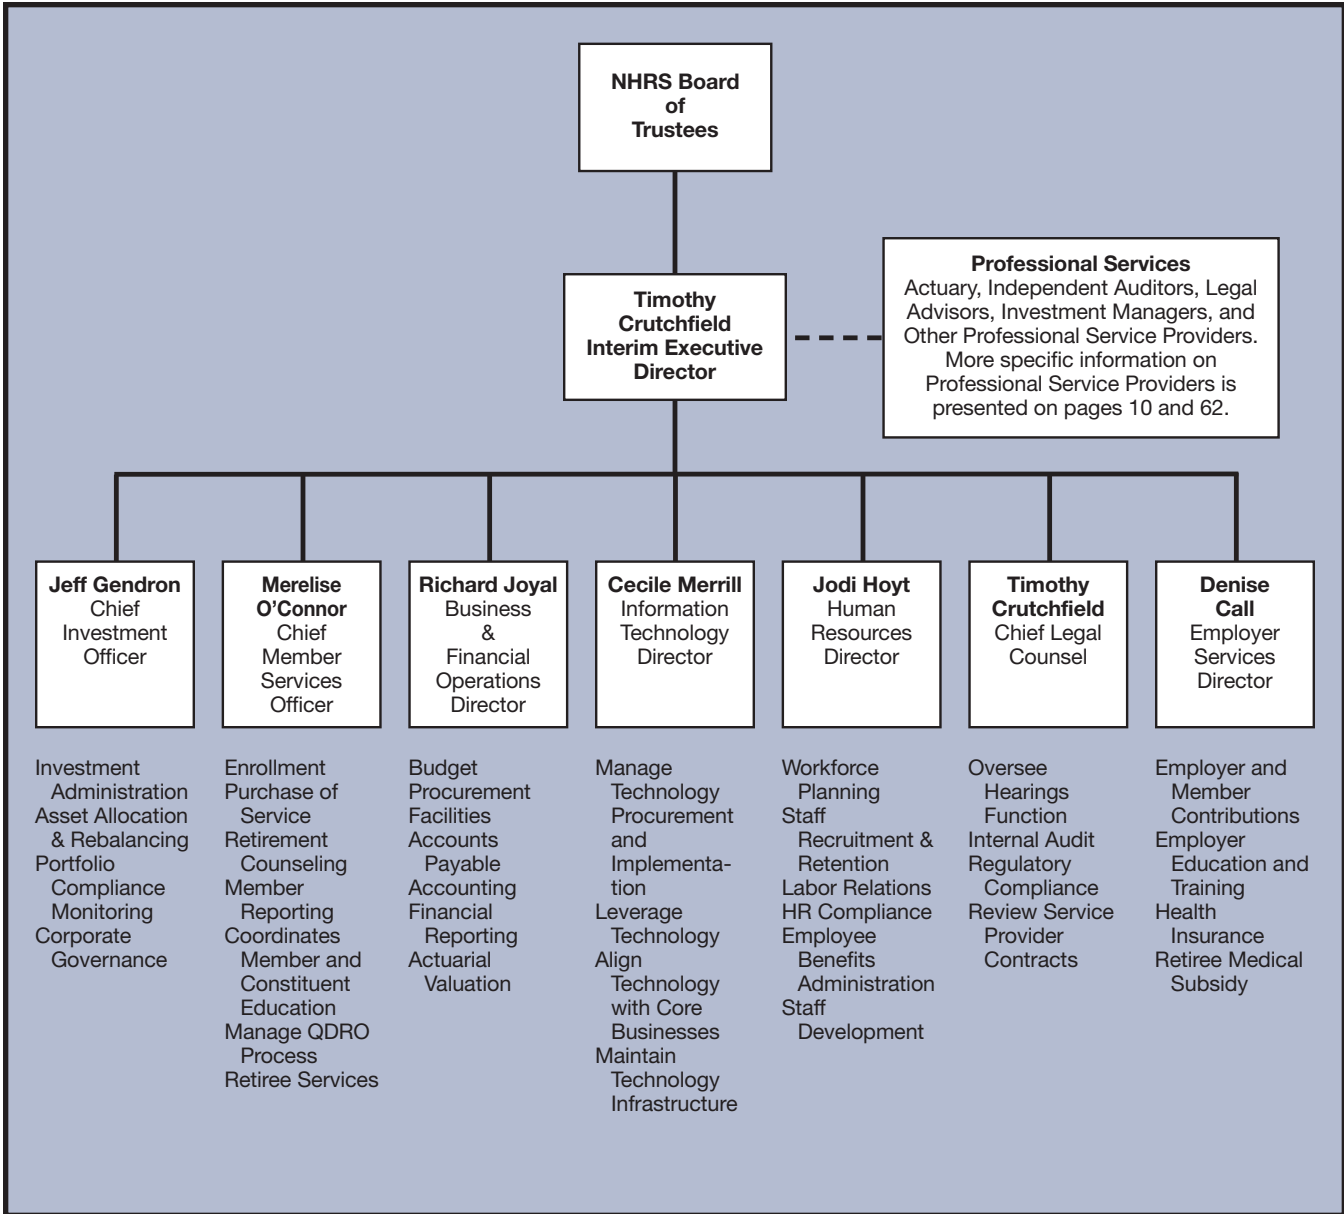 NHRS Board
of
Trustees
Timothy
Crutchfield
Interim Executive
Director
Professional Services
Actuary, Independent Auditors, Legal
Advisors, Investment Managers, and
Other Professional Service Providers.
More specific information on
Professional Service Providers is
presented on pages 10 and 62.
Jeff Gendron
Chief
Investment
Officer
Merelise
O’Connor
Chief
Member
Services
Officer
Richard Joyal
Business
&
Financial
Operations
Director
Cecile Merrill
Information
Technology
Director
Jodi Hoyt
Human
Resources
Director
Timothy
Crutchfield
Chief Legal
Counsel
Denise
Call
Employer
Services
Director
Investment
Administration
Asset Allocation
& Rebalancing
Portfolio
Compliance
Monitoring
Corporate
Governance
Enrollment
Purchase of
Service
Retirement
Counseling
Member
Reporting
Coordinates
Member and
Constituent
Education
Manage QDRO
Process
Retiree Services
Budget
Procurement
Facilities
Accounts
Payable
Accounting
Financial
Reporting
Actuarial
Valuation
Manage
Technology
Procurement
and
Implementa-
tion
Leverage
Technology
Align
Technology
with Core
Businesses
Maintain
Technology
Infrastructure
Workforce
Planning
Staff
Recruitment &
Retention
Labor Relations
HR Compliance
Employee
Benefits
Administration
Staff
Development
Oversee
Hearings
Function
Internal Audit
Regulatory
Compliance
Review Service
Provider
Contracts
Employer and
Member
Contributions
Employer
Education and
Training
Health
Insurance
Retiree Medical
Subsidy